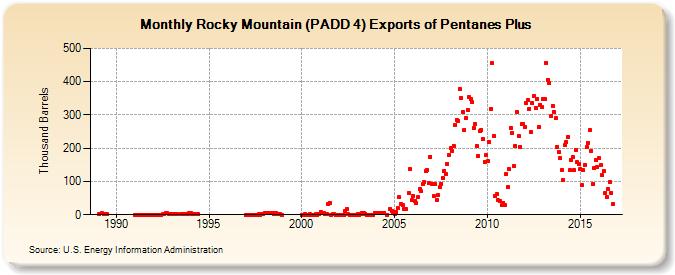 Monthly Rocky Mountain (PADD 4) Exports of Pentanes Plus
Thousand Barrels
500
400
300
200
100
0
1990 1995 2000 2005 2010 2015
Source: U.S. Energy Information Administration